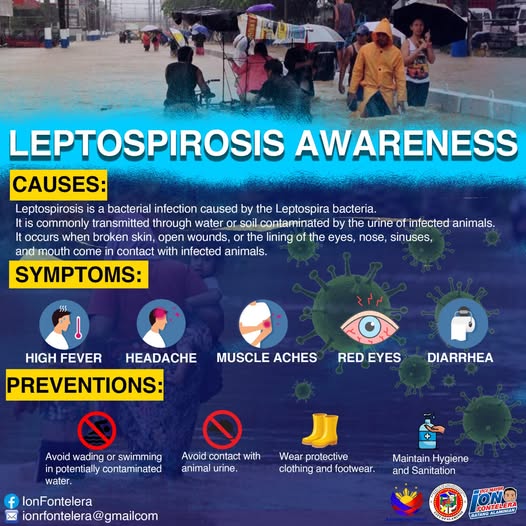 LEPTOSPIROSIS AWARENESS
CAUSES:
Leptospirosis is a bacterial infection caused by the Leptospira bacteria.
It is commonly transmitted through water or soil contaminated by the urine of infected animals.
It occurs when broken skin, open wounds, or the lining of the eyes, nose, sinuses,
and mouth come in contact with infected animals.
SYMPTOMS:
HIGH FEVER HEADACHE MUSCLE ACHES RED EYES DIARRHEA
PREVENTIONS:
Avoid wading or swimming
in potentially contaminated
water.
Avoid contact with
animal urine.
Wear protective
clothing and footwear.
Maintain Hygiene
and Sanitation
IonFontelera
ionrfontelera@gmailcom
VICE MAYOR
ION
FONTELERA
BATANG ALAMINIAN